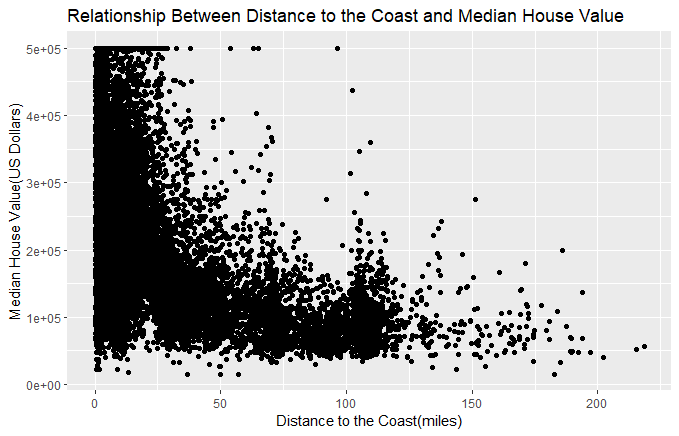 Relationship Between Distance to the Coast and Median House Value
5e+05
4e+05
3e+05
2e+05
1e+05
0e+00
Median House Value(US Dollars)
0
50
100
150
200
Distance to the Coast(miles)